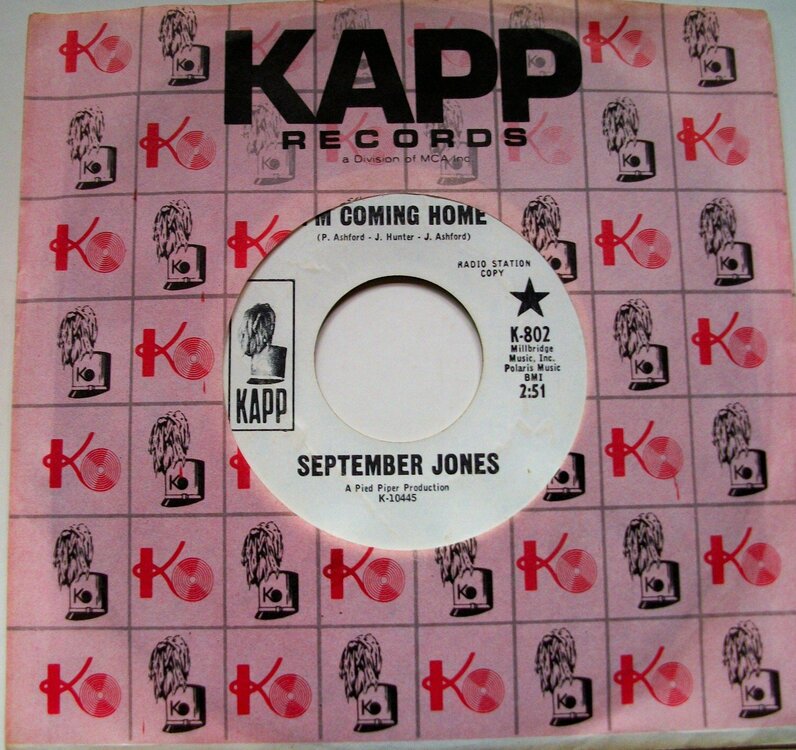 KAPP
RECORDS
a Division of MCA Inc.
'M COMING HOME
(P. Ashford - J. Hunter - J. Ashford)
RADIO STATION
COPY
K-802
Millbridge
Music, Inc.
Polaris Music
BMI
2:51
KAPP
SEPTEMBER JONES
A Pied Piper Production
K-10445